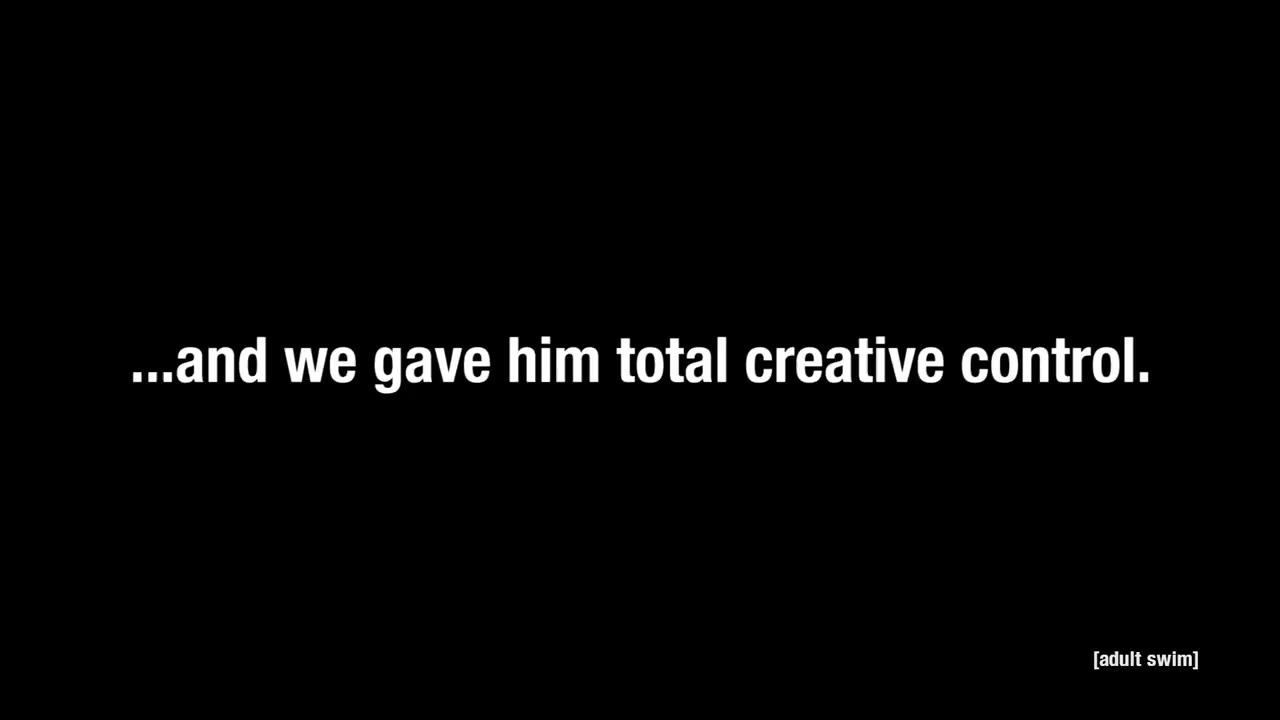 ...and we gave him total creative control.
[adult swim]